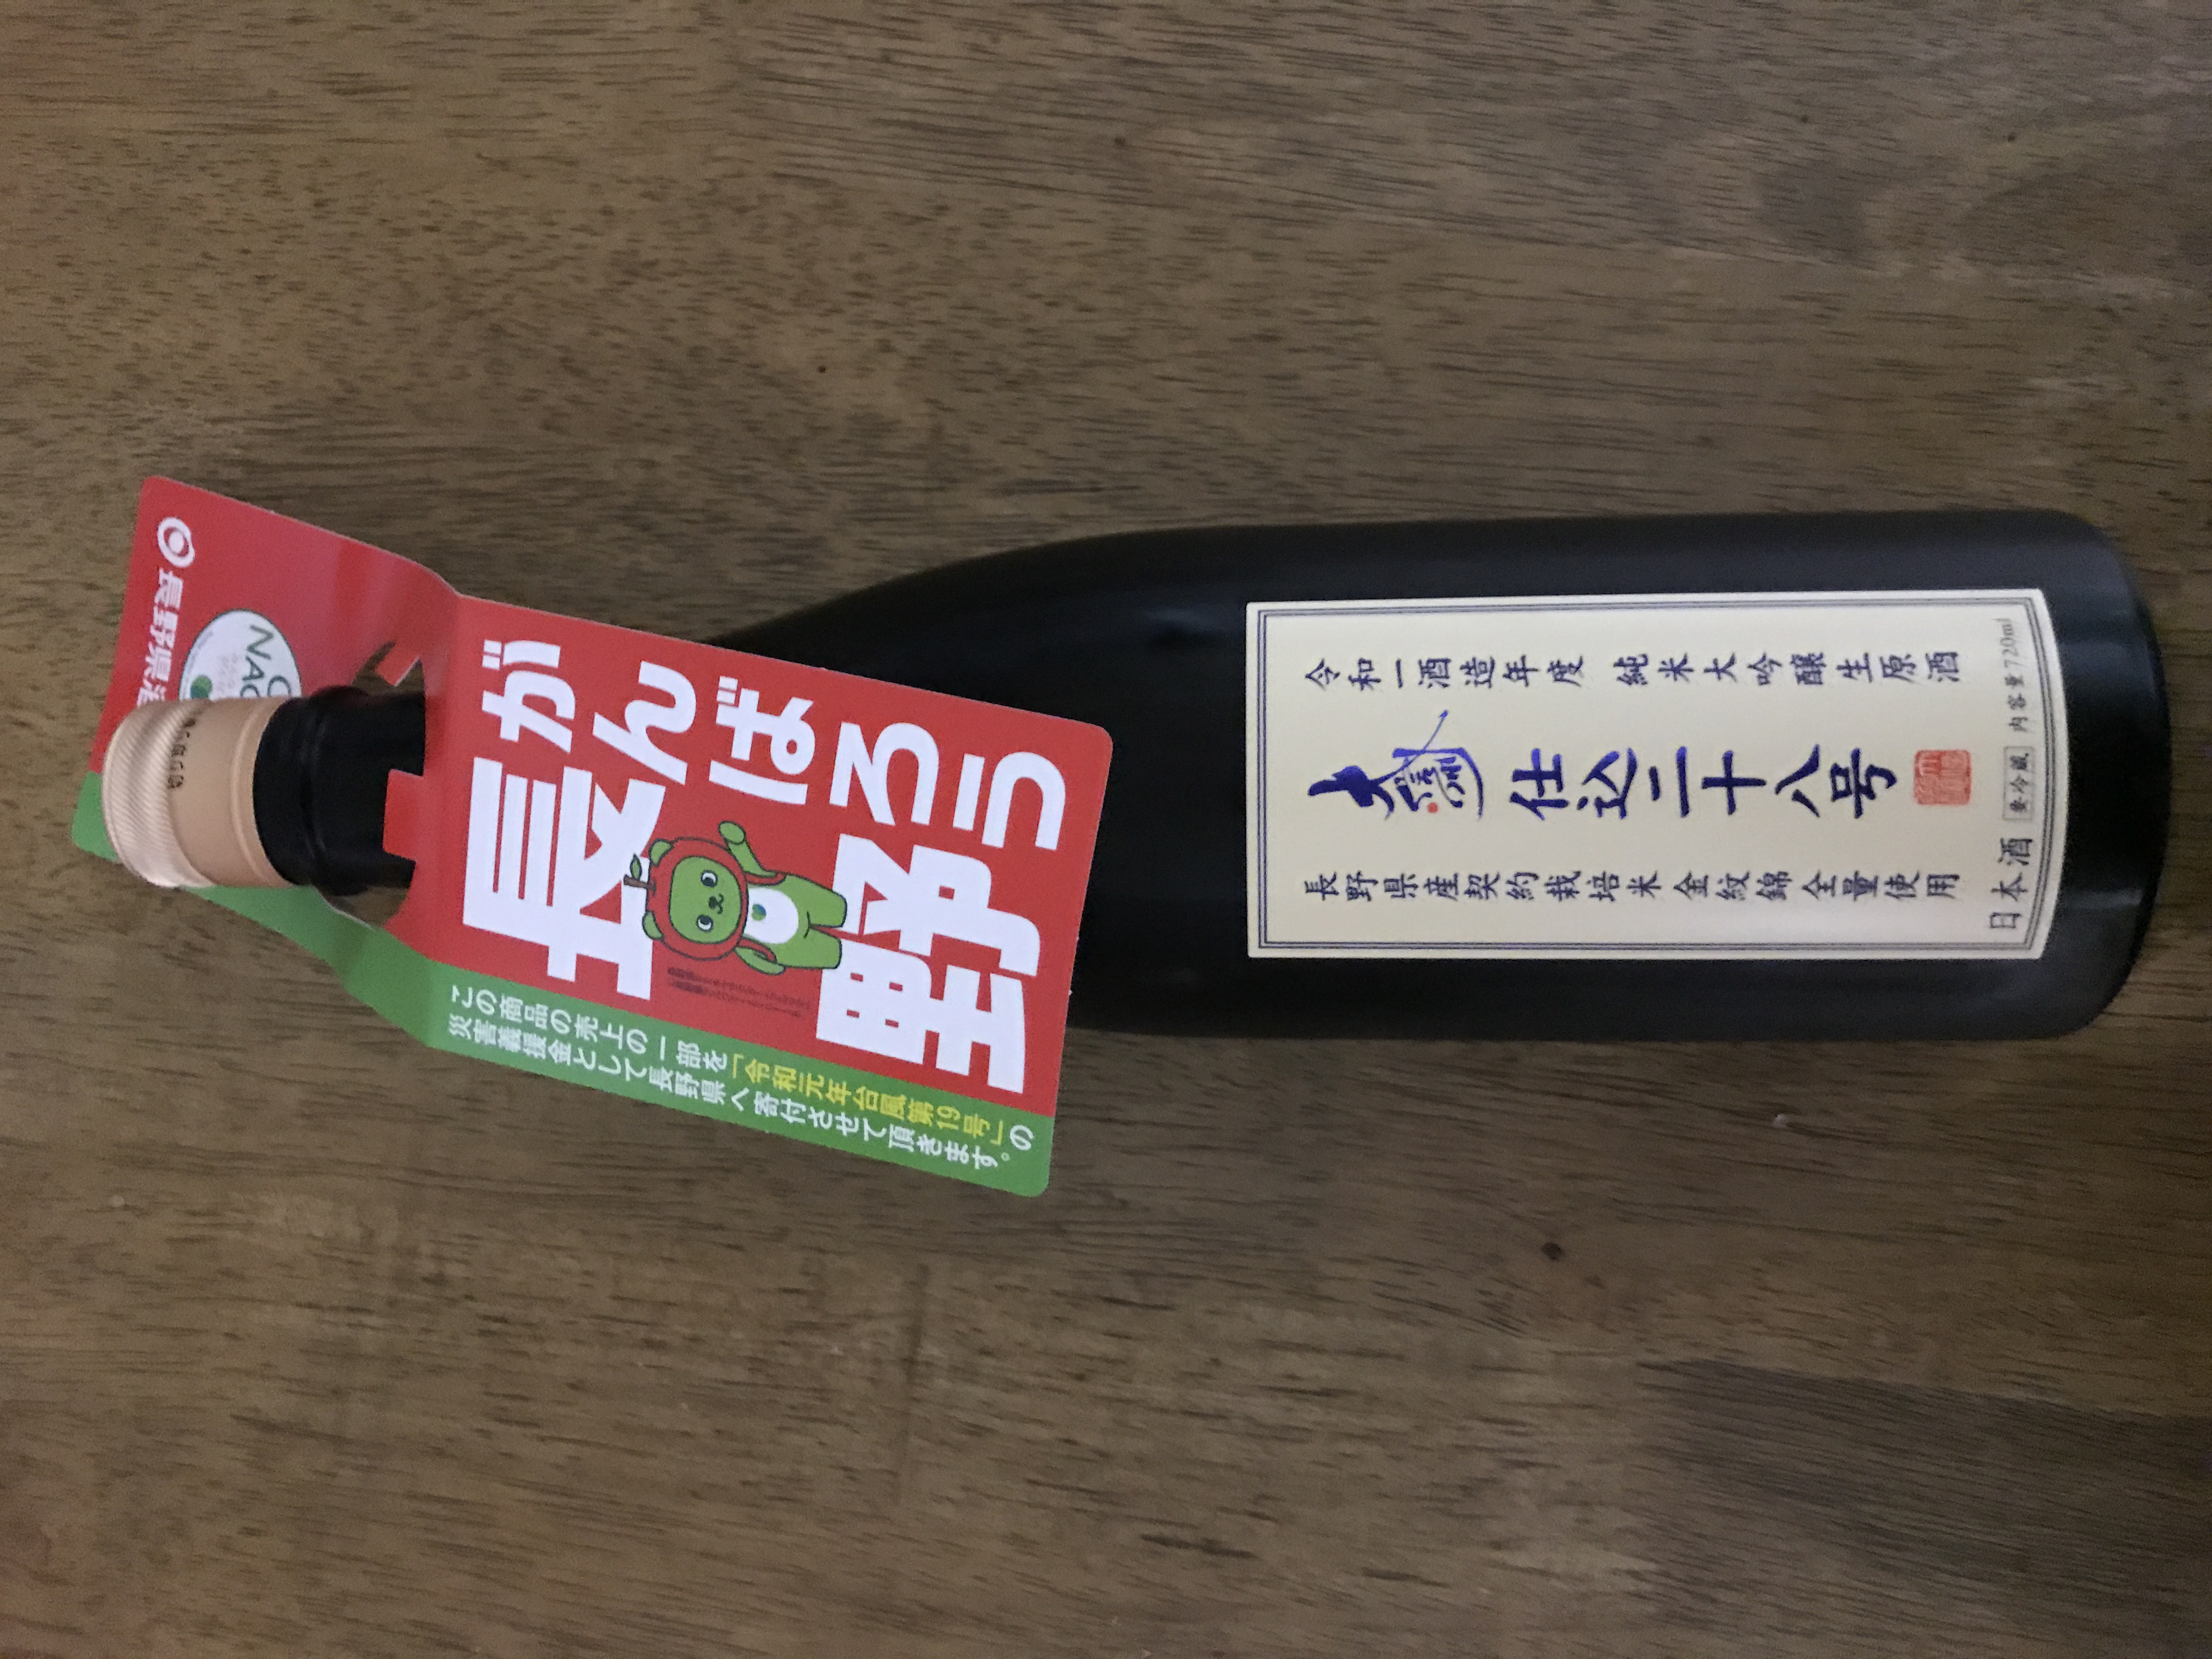 長野県酒
NAG
がんばろう
長野
この商品の売上の一部を「令和元年台風第19号」の
災害義援金として長野県へ寄付させて頂きます。
令和一酒造年度 純米大吟醸生原酒
大信州
仕込二十八号
長野県産契約栽培米金紋錦全量使用
日本酒 要冷蔵 内容量720ml